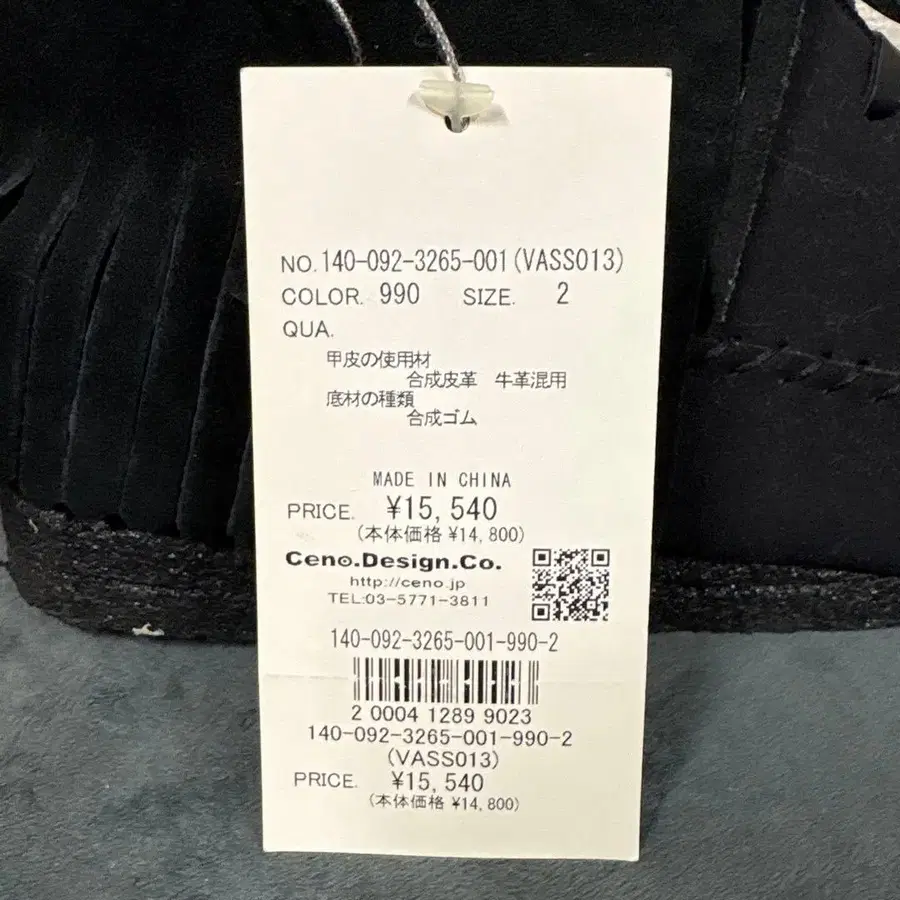 NO.140-092-3265-001(VASS013)
COLOR. 990 SIZE. 2
QUA.
甲皮の使用材
合成皮革 牛革混用
底材の種類
合成ゴム
MADE IN CHINA
PRICE. ¥15,540
(本体価格 ¥14,800)
Ceno.Design.Co.
http://ceno.jp
TEL:03-5771-3811
140-092-3265-001-990-2
2 0004 1289 9023
140-092-3265-001-990-2
(VASS013)
PRICE. ¥15,540
(本体価格 ¥14,800)